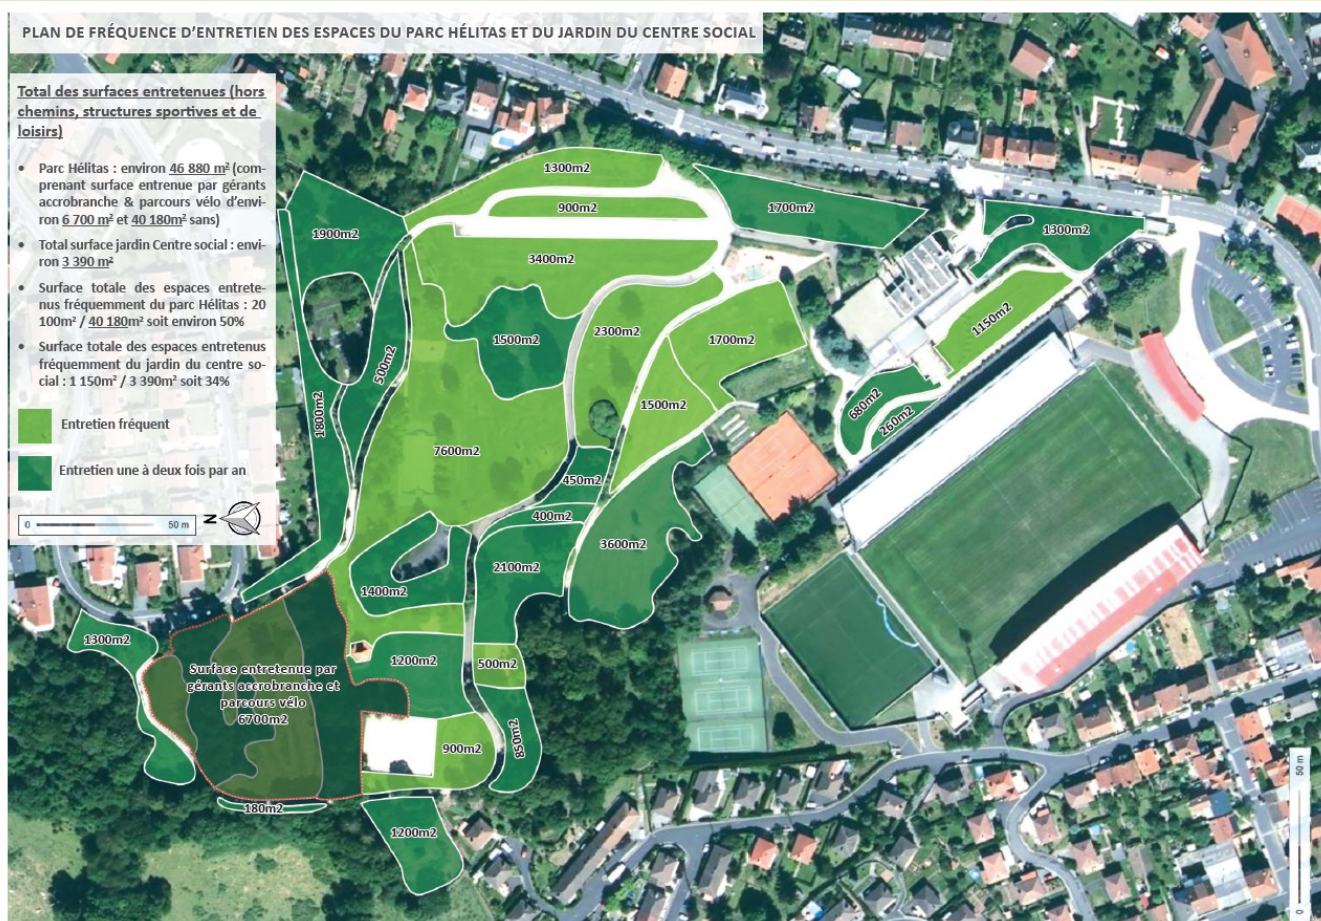 PLAN DE FRÉQUENCE D'ENTRETIEN DES ESPACES DU PARC HÉLITAS ET DU JARDIN DU CENTRE SOCIAL
Total des surfaces entretenues (hors
chemins, structures sportives et de
loisirs)
• Parc Hélitas : environ 46 880 m² (com-
prenant surface entrenue par gérants
accrobranche & parcours vélo d'envi-
ron 6 700 m² et 40 180m² sans)
• Total surface jardin Centre social : envi-
ron 3 390 m²
• Surface totale des espaces entrete-
nus fréquemment du parc Hélitas : 20
100m² / 40 180m² soit environ 50%
• Surface totale des espaces entretenus
fréquemment du jardin du centre so-
cial : 1 150m² / 3 390m² soit 34%
Entretien fréquent
Entretien une à deux fois par an
0 50 m
N
1300m2
900m2
1700m2
1900m2
1300m2
3400m2
1150m2
2300m2
1500m2
1700m2
500m2
1800m2
1500m2
680m2
260m2
7600m2
450m2
400m2
3600m2
2100m2
1400m2
1300m2
1200m2
500m2
Surface entretenue par
gérants accrobranche et
parcours vélo
6700m2
850m2
900m2
180m2
1200m2
0 50 m